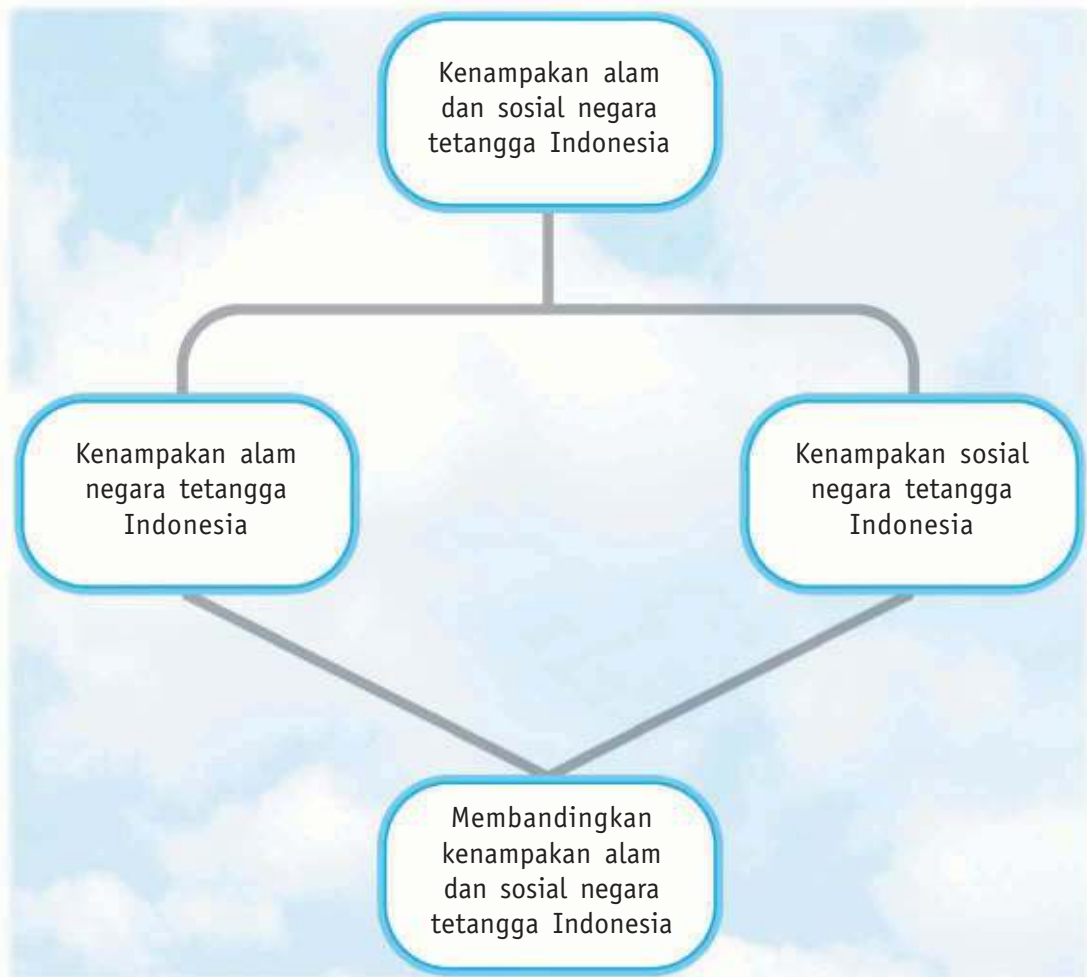 Kenampakan alam
dan sosial negara
tetangga Indonesia
Kenampakan alam
negara tetangga
Indonesia
Kenampakan sosial
negara tetangga
Indonesia
Membandingkan
kenampakan alam
dan sosial negara
tetangga Indonesia